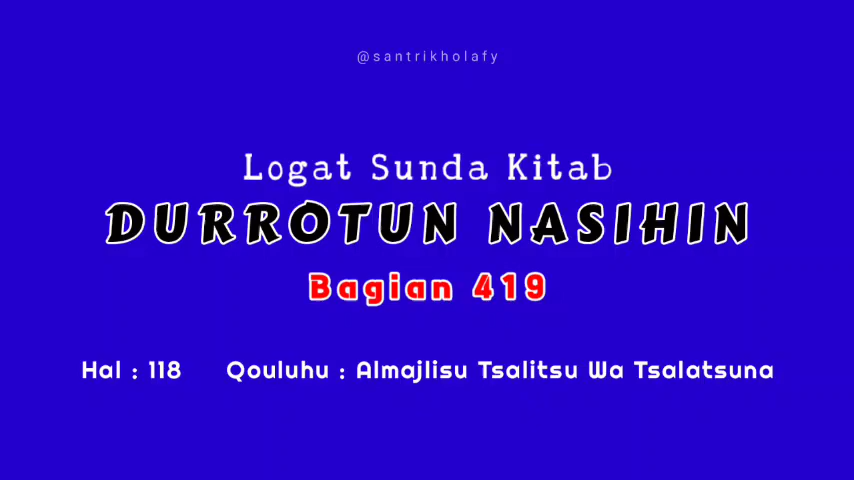 @santrikholafy
Logat Sunda Kitab
DURROTUN NASIHIN
Bagian 419
Hal : 118 Qouluhu : Almajlisu Tsalitsu Wa Tsalatsuna